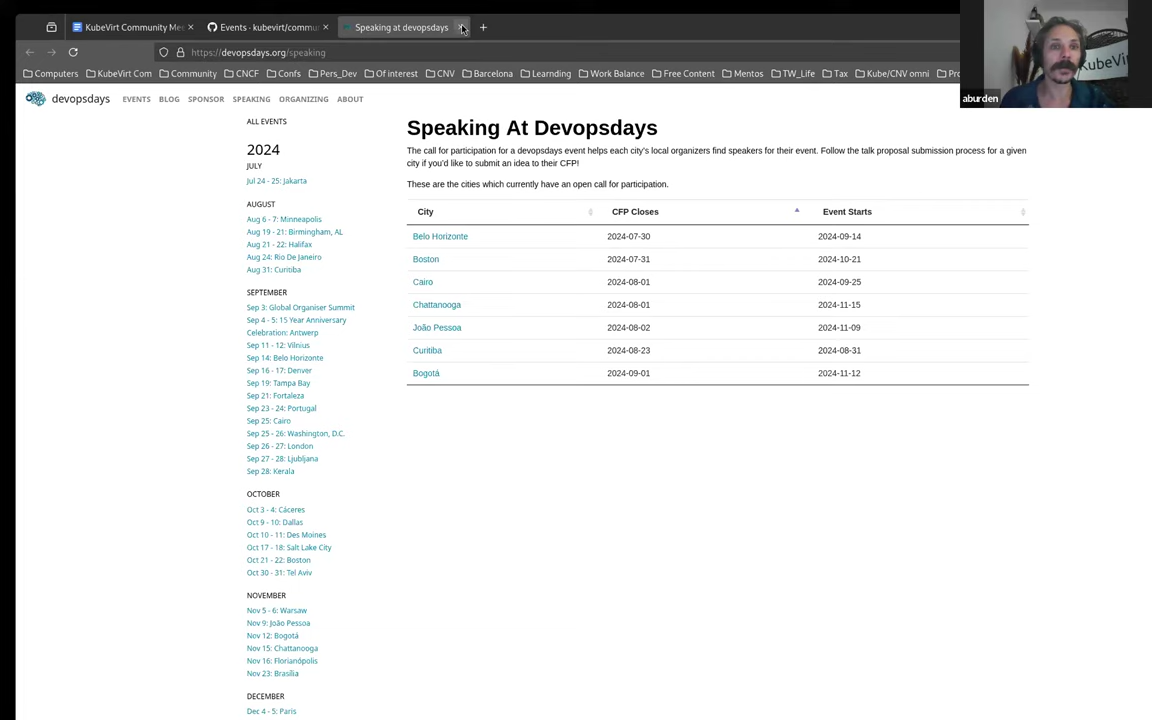 KubeVirt Community Me
Events · kubevirt/commu
Speaking at devopsdays
https://devopsdays.org/speaking
Computers
KubeVirt Com
Community
CNCF
Confs
Pers_Dev
Of interest
CNV
Barcelona
Learnding
Work Balance
Free Content
Mentos
TW_Life
Tax
Kube/CNV omni
aburden
devopsdays
EVENTS BLOG SPONSOR SPEAKING ORGANIZING ABOUT
ALL EVENTS
2024
JULY
Jul 24 - 25: Jakarta
AUGUST
Aug 6 - 7: Minneapolis
Aug 19 - 21: Birmingham, AL
Aug 21 - 22: Halifax
Aug 24: Rio De Janeiro
Aug 31: Curitiba
SEPTEMBER
Sep 3: Global Organiser Summit
Sep 4 - 5: 15 Year Anniversary
Celebration: Antwerp
Sep 11 - 12: Vilnius
Sep 14: Belo Horizonte
Sep 16 - 17: Denver
Sep 19: Tampa Bay
Sep 21: Fortaleza
Sep 23 - 24: Portugal
Sep 25: Cairo
Sep 25 - 26: Washington, D.C.
Sep 26 - 27: London
Sep 27 - 28: Ljubljana
Sep 28: Kerala
OCTOBER
Oct 3 - 4: Cáceres
Oct 9 - 10: Dallas
Oct 10 - 11: Des Moines
Oct 17 - 18: Salt Lake City
Oct 21 - 22: Boston
Oct 30 - 31: Tel Aviv
NOVEMBER
Nov 5 - 6: Warsaw
Nov 9: João Pessoa
Nov 12: Bogotá
Nov 15: Chattanooga
Nov 16: Florianópolis
Nov 23: Brasília
DECEMBER
Dec 4 - 5: Paris
Speaking At Devopsdays
The call for participation for a devopsdays event helps each city's local organizers find speakers for their event. Follow the talk proposal submission process for a given
city if you'd like to submit an idea to their CFP!
These are the cities which currently have an open call for participation.
City CFP Closes Event Starts
Belo Horizonte 2024-07-30 2024-09-14
Boston 2024-07-31 2024-10-21
Cairo 2024-08-01 2024-09-25
Chattanooga 2024-08-01 2024-11-15
João Pessoa 2024-08-02 2024-11-09
Curitiba 2024-08-23 2024-08-31
Bogotá 2024-09-01 2024-11-12